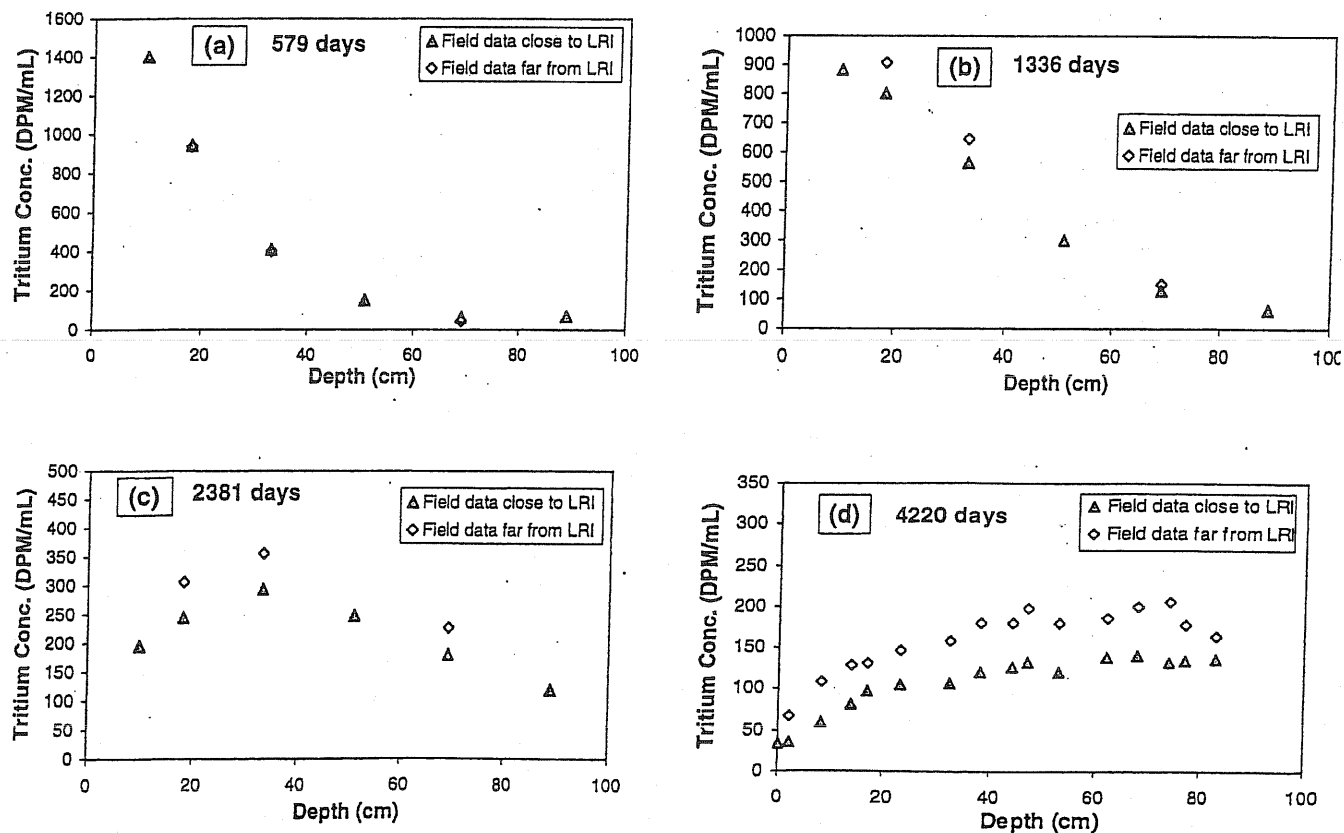 (a) 579 days
Field data close to LRI
Field data far from LRI
Tritium Conc. (DPM/mL)
1600
1400
1200
1000
800
600
400
200
0
0 20 40 60 80 100
Depth (cm)
(b) 1336 days
Field data close to LRI
Field data far from LRI
Tritium Conc. (DPM/mL)
1000
900
800
700
600
500
400
300
200
100
0
0 20 40 60 80 100
Depth (cm)
(c) 2381 days
Field data close to LRI
Field data far from LRI
Tritium Conc. (DPM/mL)
500
450
400
350
300
250
200
150
100
50
0
0 20 40 60 80 100
Depth (cm)
(d) 4220 days
Field data close to LRI
Field data far from LRI
Tritium Conc. (DPM/mL)
350
300
250
200
150
100
50
0
0 20 40 60 80 100
Depth (cm)